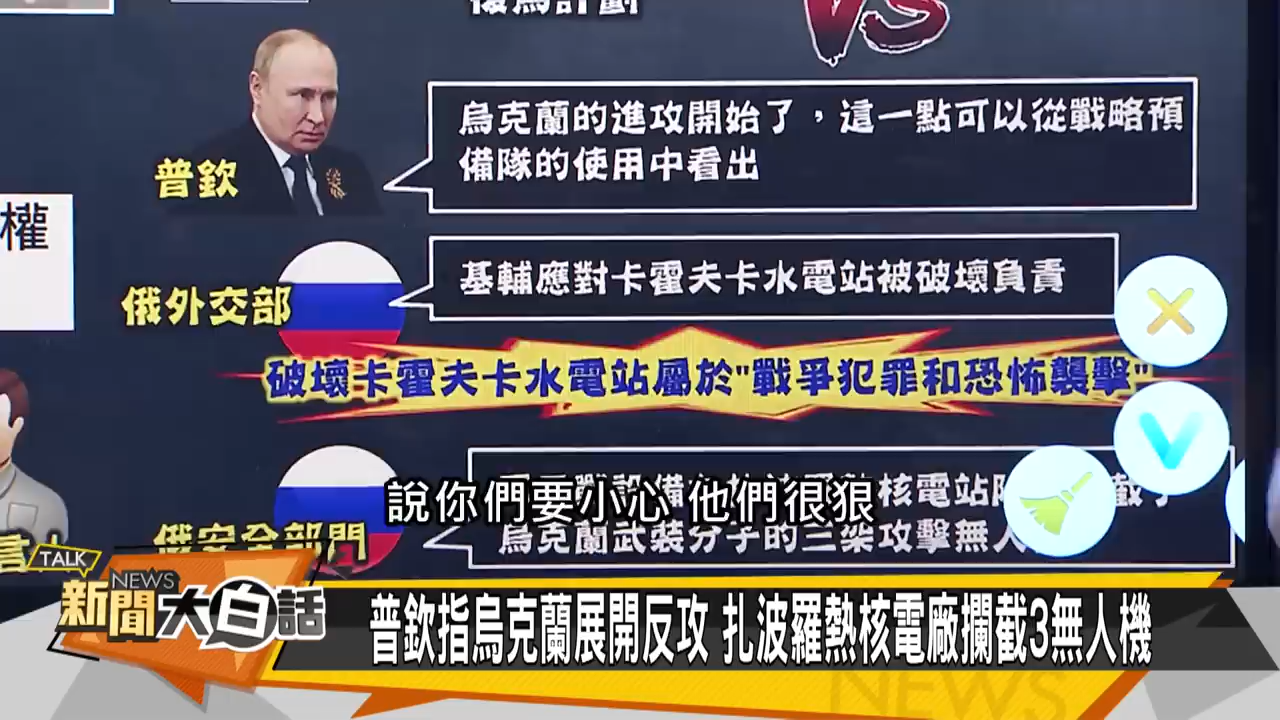 VS
普欽
烏克蘭的進攻開始了，這一點可以從戰略預
備隊的使用中看出
權
俄外交部
基輔應對卡霍夫卡水電站被破壞負責
破壞卡霍夫卡水電站屬於"戰爭犯罪和恐怖襲擊"
俄安全部門
核電站
烏克蘭武裝分子的三架攻擊無人
說你們要小心 他們很狠
言
TALK
NEWS
新聞大白話
普欽指烏克蘭展開反攻 扎波羅熱核電廠攔截3無人機
NEWS